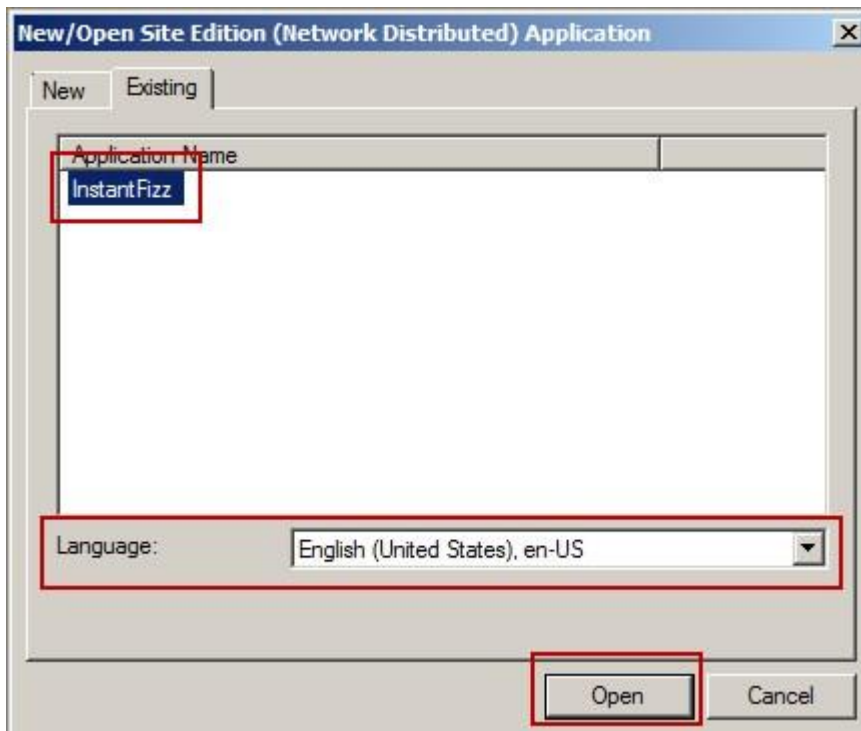 New/Open Site Edition (Network Distributed) Application
New Existing
Application Name
InstantFizz
Language: English (United States), en-US
Open Cancel